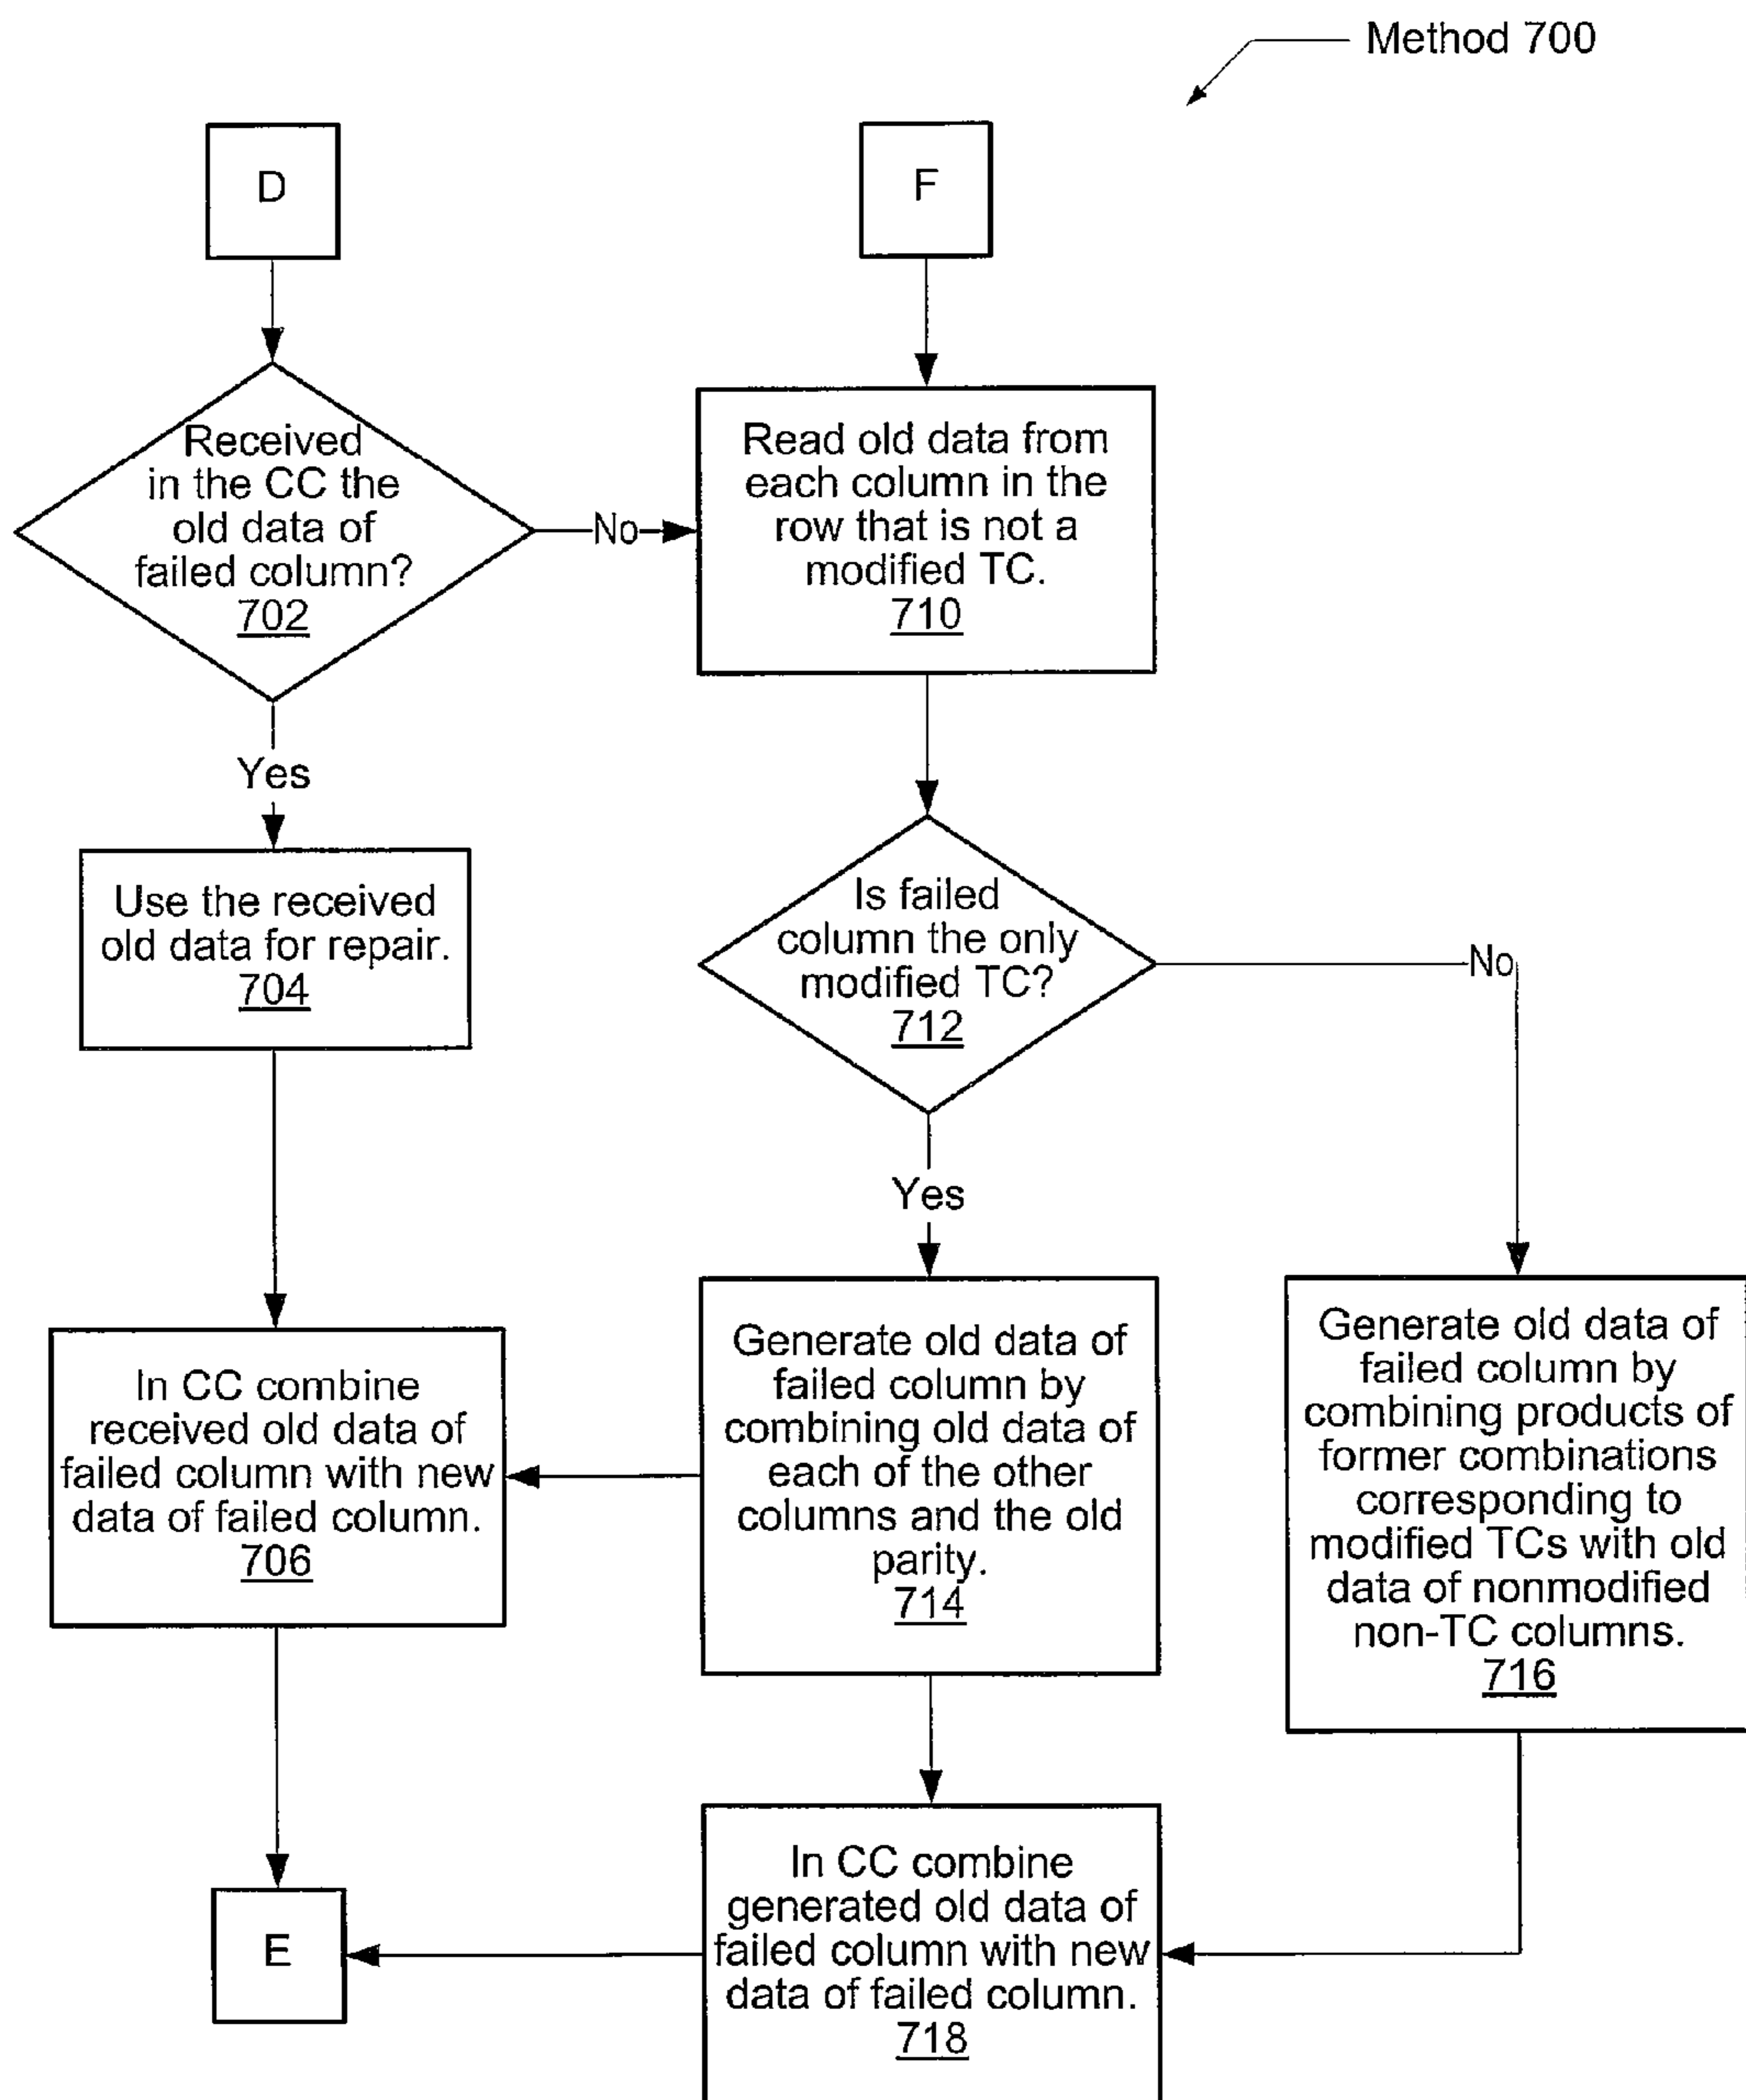 Method 700
D
F
Received
in the CC the
old data of
failed column?
702
No
Read old data from
each column in the
row that is not a
modified TC.
710
Yes
Use the received
old data for repair.
704
Is failed
column the only
modified TC?
712
No
Yes
In CC combine
received old data of
failed column with new
data of failed column.
706
Generate old data of
failed column by
combining old data of
each of the other
columns and the old
parity.
714
Generate old data of
failed column by
combining products of
former combinations
corresponding to
modified TCs with old
data of nonmodified
non-TC columns.
716
E
In CC combine
generated old data of
failed column with new
data of failed column.
718